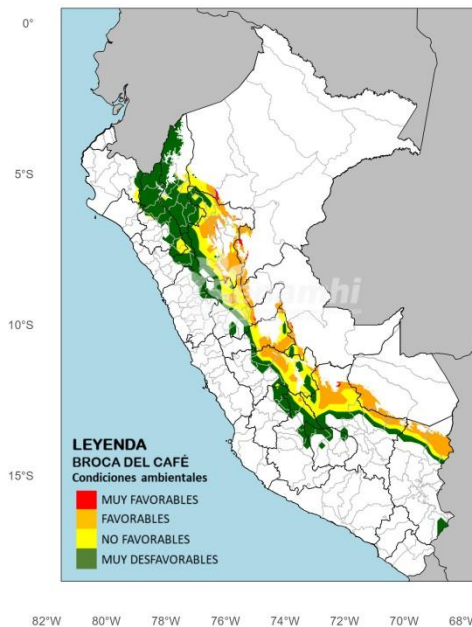 0°
5°S
10°S
15°S
senamhi
LEYENDA
BROCA DEL CAFÉ
Condiciones ambientales
MUY FAVORABLES
FAVORABLES
NO FAVORABLES
MUY DESFAVORABLES
82°W 80°W 78°W 76°W 74°W 72°W 70°W 68°W